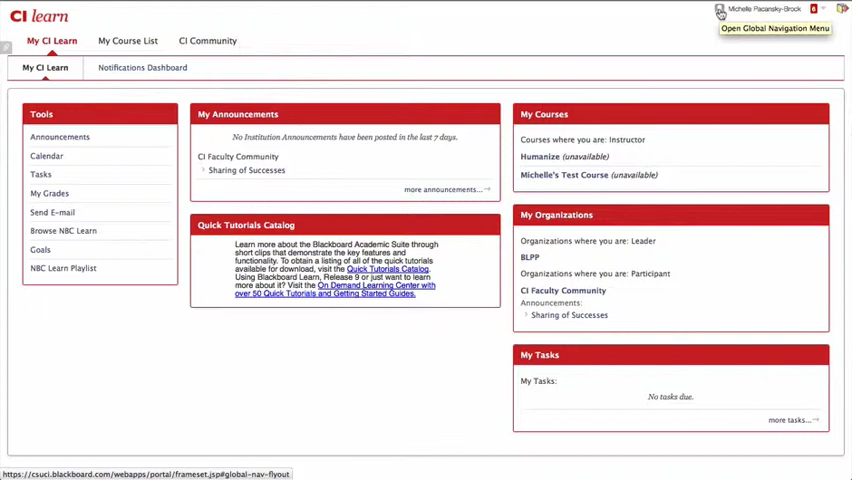 CI learn
Michelle Pacansky-Brock
6
Open Global Navigation Menu
My CI Learn
My Course List
CI Community
My CI Learn
Notifications Dashboard
Tools
Announcements
Calendar
Tasks
My Grades
Send E-mail
Browse NBC Learn
Goals
NBC Learn Playlist
My Announcements
No Institution Announcements have been posted in the last 7 days.
CI Faculty Community
Sharing of Successes
more announcements...→
Quick Tutorials Catalog
Learn more about the Blackboard Academic Suite through
short clips that demonstrate the key features and
functionality. To obtain a listing of all of the quick tutorials
available for download, visit the Quick Tutorials Catalog.
Using Blackboard Learn, Release 9 or just want to learn
more about it? Visit the On Demand Learning Center with
over 50 Quick Tutorials and Getting Started Guides.
My Courses
Courses where you are: Instructor
Humanize (unavailable)
Michelle's Test Course (unavailable)
My Organizations
Organizations where you are: Leader
BLPP
Organizations where you are: Participant
CI Faculty Community
Announcements:
Sharing of Successes
My Tasks
My Tasks:
No tasks due.
more tasks...→
https://csuci.blackboard.com/webapps/portal/frameset.jsp#global-nav-flyout